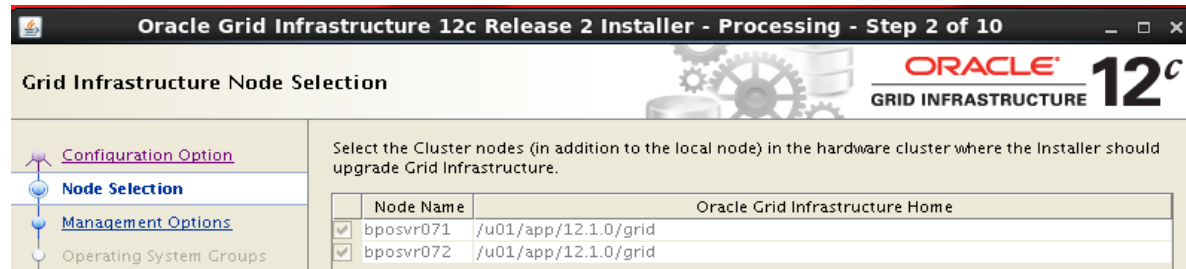 Oracle Grid Infrastructure 12c Release 2 Installer - Processing - Step 2 of 10
Grid Infrastructure Node Selection
ORACLE®
GRID INFRASTRUCTURE 12c
Configuration Option
Node Selection
Management Options
Operating System Groups
Select the Cluster nodes (in addition to the local node) in the hardware cluster where the Installer should
upgrade Grid Infrastructure.
Node Name Oracle Grid Infrastructure Home
bposvr071 /u01/app/12.1.0/grid
bposvr072 /u01/app/12.1.0/grid